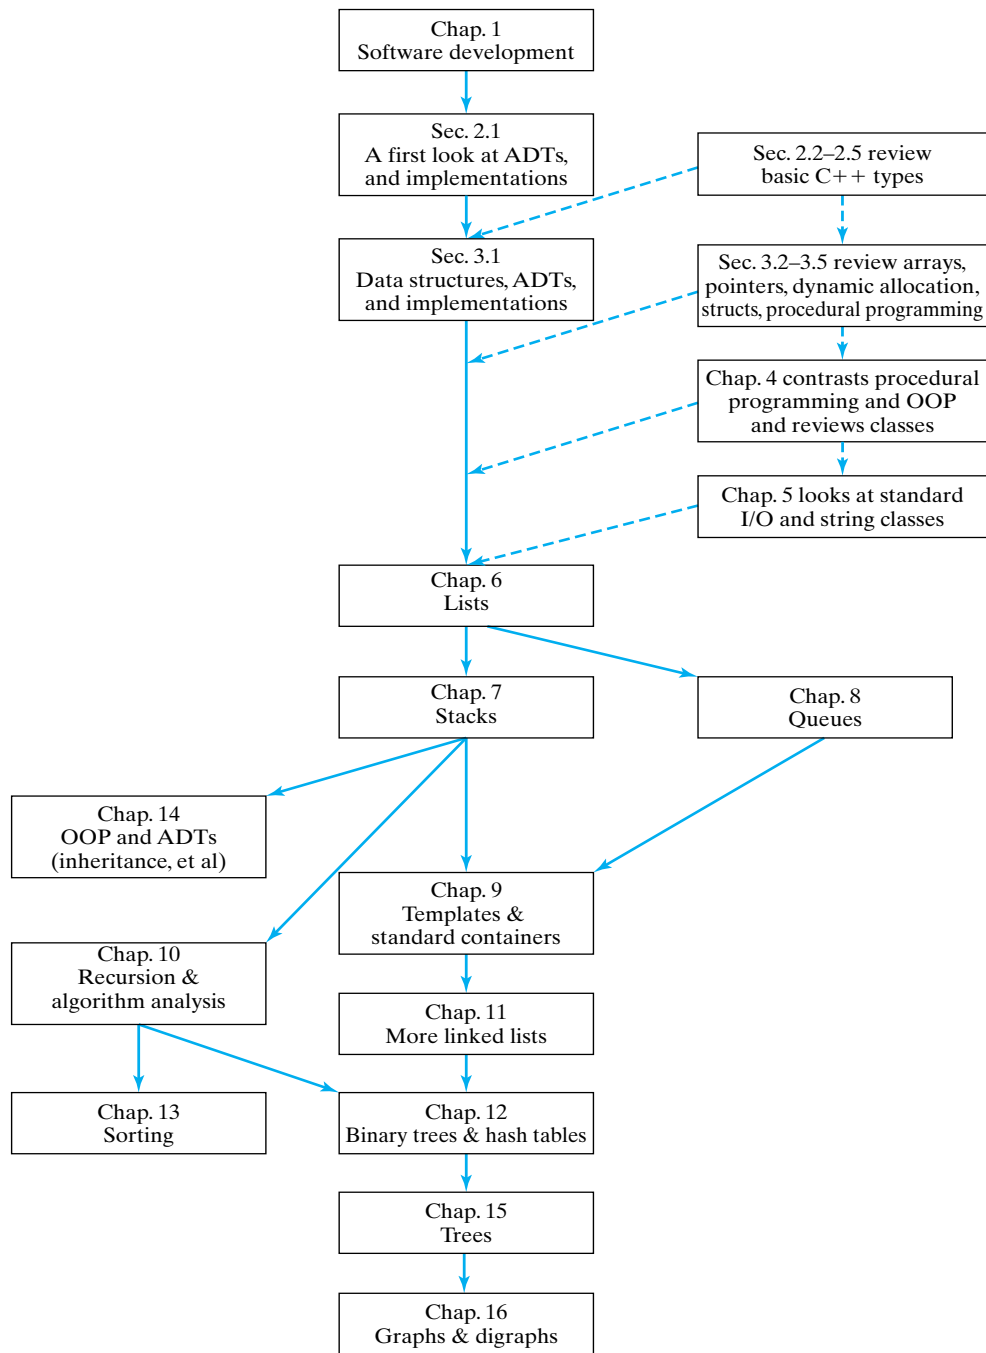 Chap. 1
Software development
Sec. 2.1
A first look at ADTs,
and implementations
Sec. 2.2–2.5 review
basic C++ types
Sec. 3.1
Data structures, ADTs,
and implementations
Sec. 3.2–3.5 review arrays,
pointers, dynamic allocation,
structs, procedural programming
Chap. 4 contrasts procedural
programming and OOP
and reviews classes
Chap. 5 looks at standard
I/O and string classes
Chap. 6
Lists
Chap. 7
Stacks
Chap. 8
Queues
Chap. 14
OOP and ADTs
(inheritance, et al)
Chap. 9
Templates &
standard containers
Chap. 10
Recursion &
algorithm analysis
Chap. 11
More linked lists
Chap. 13
Sorting
Chap. 12
Binary trees & hash tables
Chap. 15
Trees
Chap. 16
Graphs & digraphs